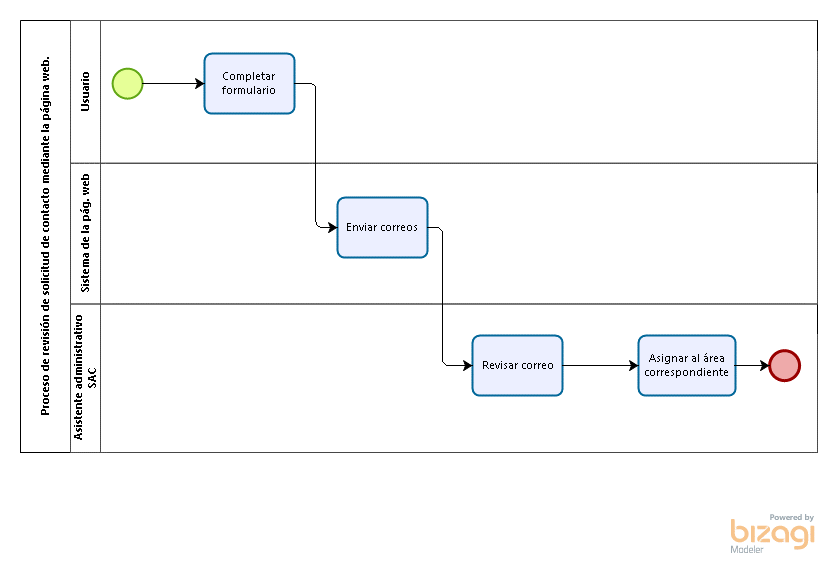 Proceso de revisión de solicitud de contacto mediante la página web.
Usuario
Completar
formulario
Sistema de la pág. web
Enviar correos
Asistente administrativo
SAC
Revisar correo
Asignar al área
correspondiente
Powered by
bizagi
Modeler